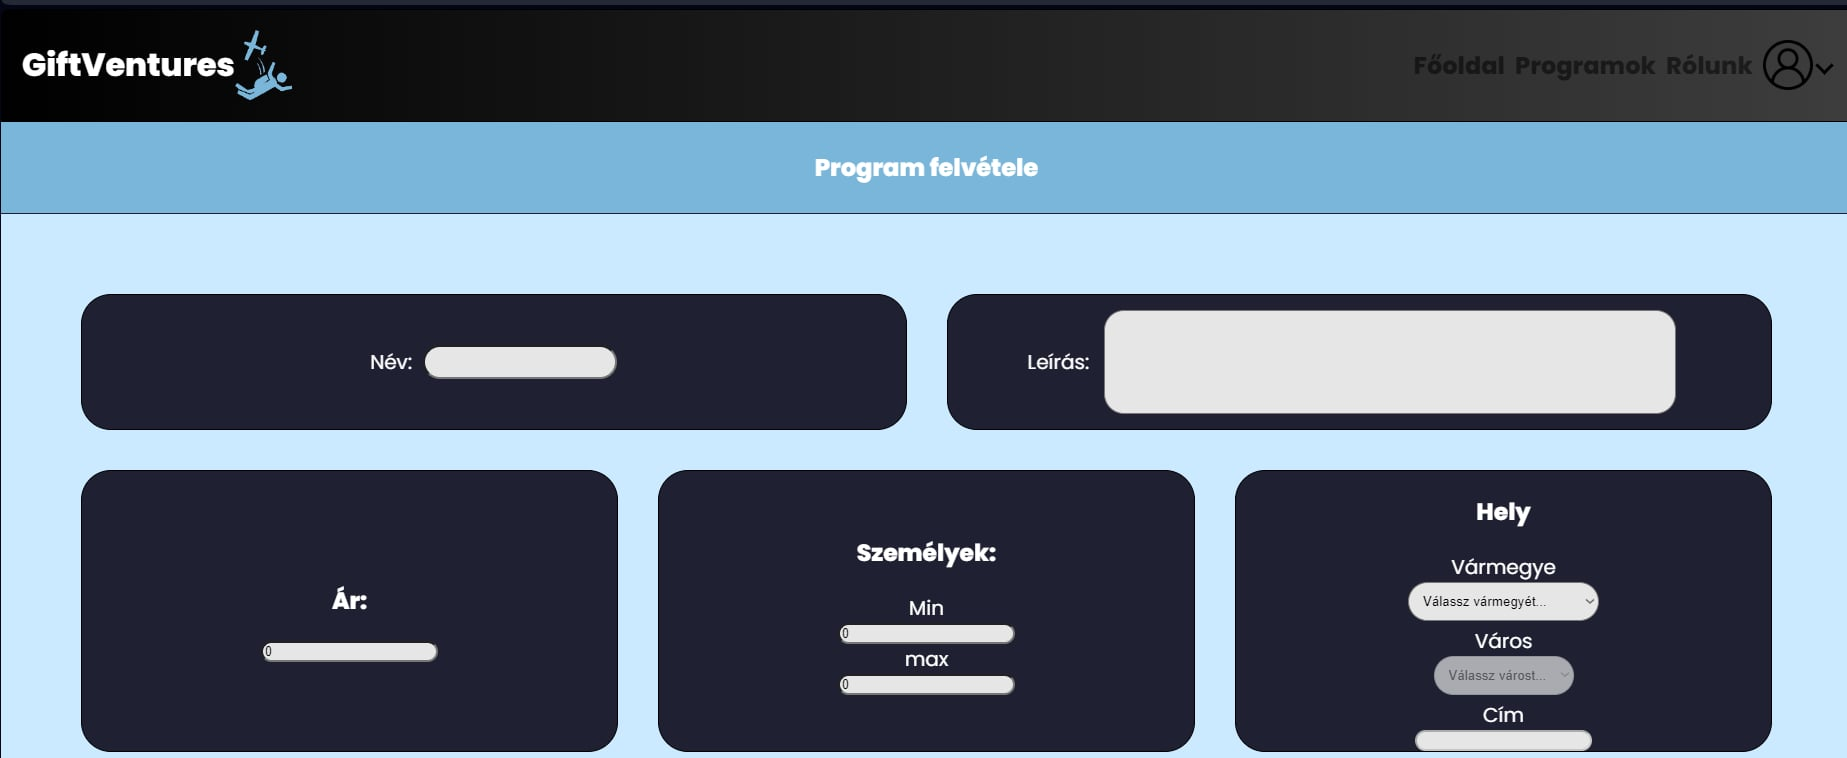 GiftVentures
Főoldal Programok Rólunk
Program felvétele
Név:
Leírás:
Ár:
0
Személyek:
Min
0
max
0
Hely
Vármegye
Válassz vármegyét...
Város
Válassz várost...
Cím